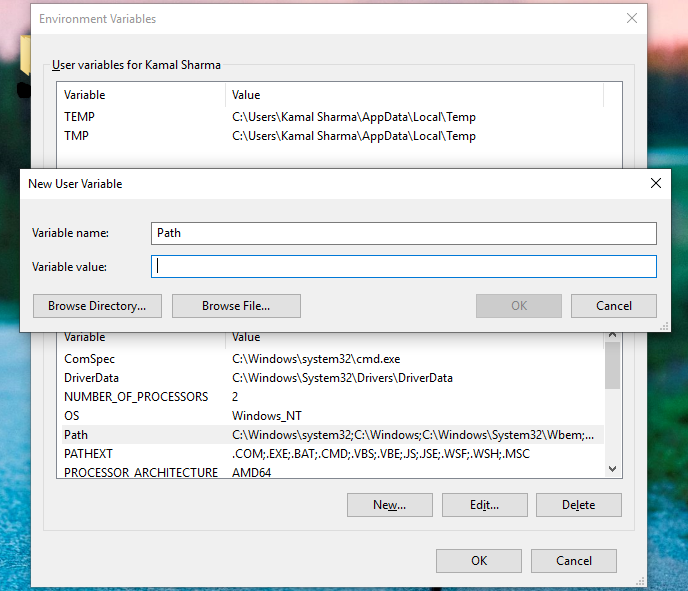 Environment Variables
User variables for Kamal Sharma
Variable Value
TEMP C:\Users\Kamal Sharma\AppData\Local\Temp
TMP C:\Users\Kamal Sharma\AppData\Local\Temp
New User Variable
Variable name: Path
Variable value:
Browse Directory... Browse File... OK Cancel
Variable Value
ComSpec C:\Windows\system32\cmd.exe
DriverData C:\Windows\System32\Drivers\DriverData
NUMBER_OF_PROCESSORS 2
OS Windows_NT
Path C:\Windows\system32;C:\Windows;C:\Windows\System32\Wbem;...
PATHEXT .COM;.EXE;.BAT;.CMD;.VBS;.VBE;.JS;.JSE;.WSF;.WSH;.MSC
PROCESSOR_ARCHITECTURE AMD64
New... Edit... Delete
OK Cancel